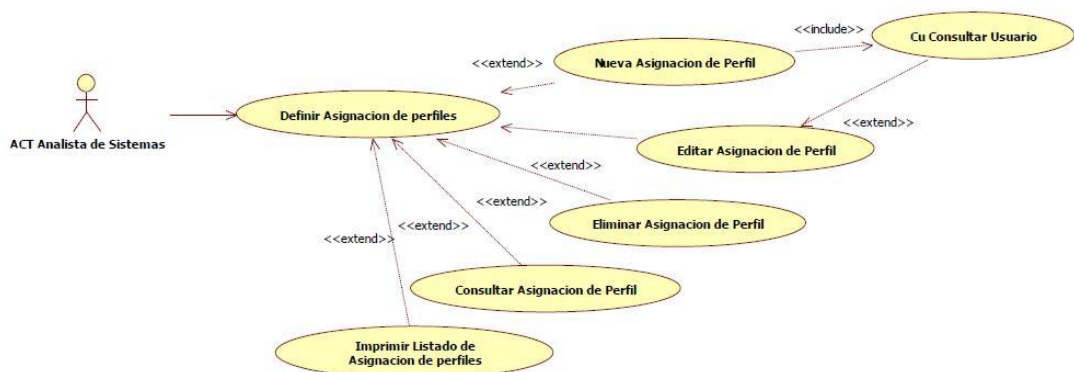 <<include>>
Cu Consultar Usuario
Nueva Asignacion de Perfil
<<extend>>
Definir Asignacion de perfiles
<<extend>>
ACT Analista de Sistemas
Editar Asignacion de Perfil
<<extend>>
<<extend>>
Eliminar Asignacion de Perfil
<<extend>>
<<extend>>
Consultar Asignacion de Perfil
Imprimir Listado de
Asignacion de perfiles